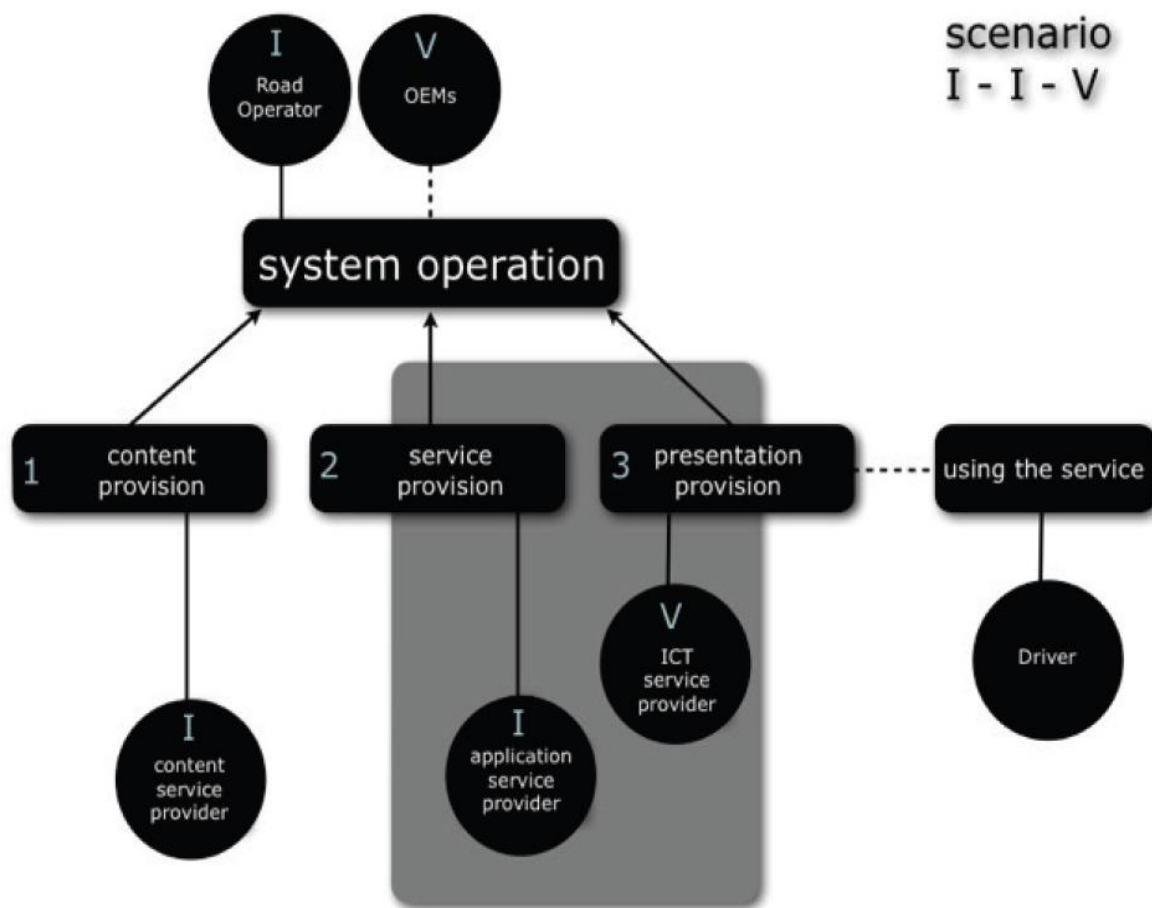 scenario
I - I - V
I
Road
Operator
V
OEMs
system operation
1
content
provision
2
service
provision
3
presentation
provision
using the service
V
ICT
service
provider
Driver
I
content
service
provider
I
application
service
provider